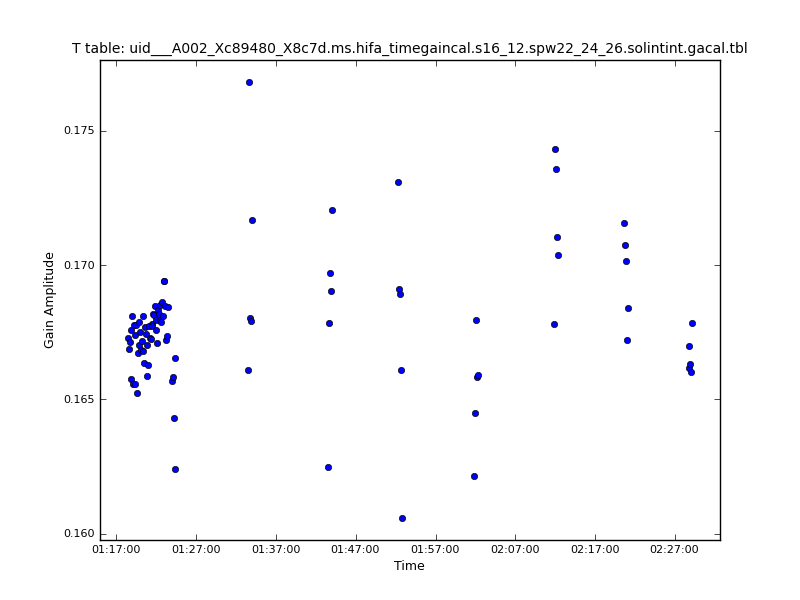 T table: uid___A002_Xc89480_X8c7d.ms.hifa_timegaincal.s16_12.spw22_24_26.solintint.gacal.tbl
0.175
0.170
0.165
0.160
Gain Amplitude
01:17:00 01:27:00 01:37:00 01:47:00 01:57:00 02:07:00 02:17:00 02:27:00
Time